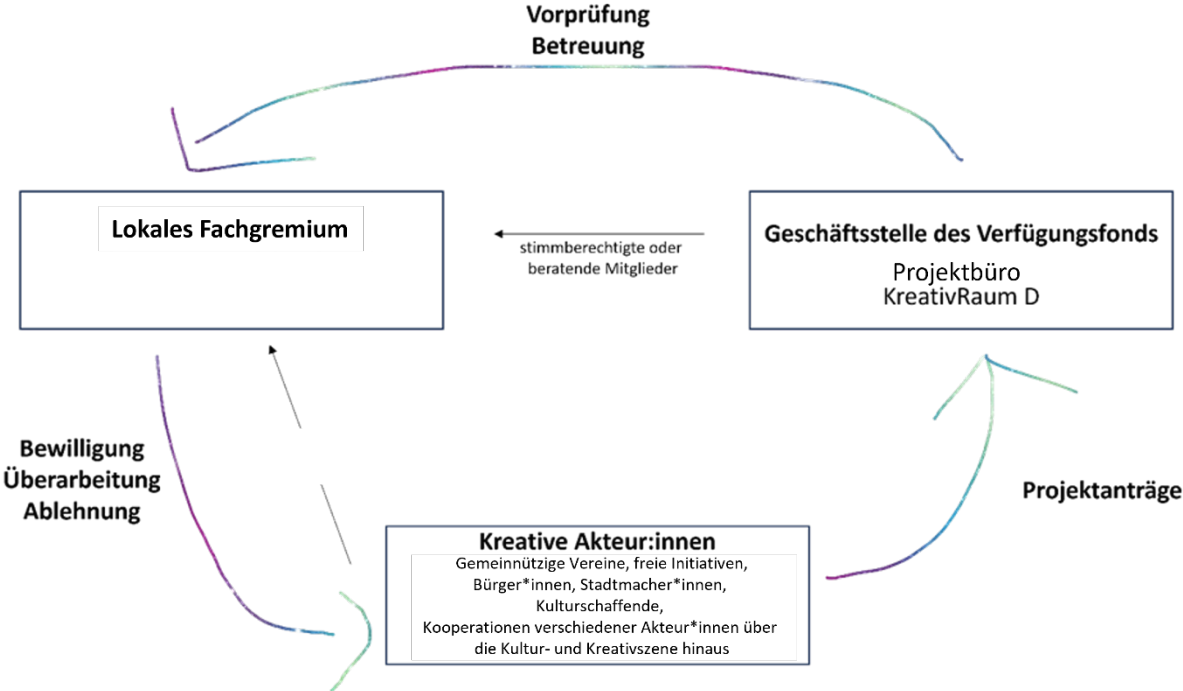 Vorprüfung
Betreuung
Lokales Fachgremium
stimmberechtigte oder
beratende Mitglieder
Geschäftsstelle des Verfügungsfonds
Projektbüro
KreativRaum D
Bewilligung
Überarbeitung
Ablehnung
Projektanträge
Kreative Akteur:innen
Gemeinnützige Vereine, freie Initiativen,
Bürger*innen, Stadtmacher*innen,
Kulturschaffende,
Kooperationen verschiedener Akteur*innen über
die Kultur- und Kreativszene hinaus